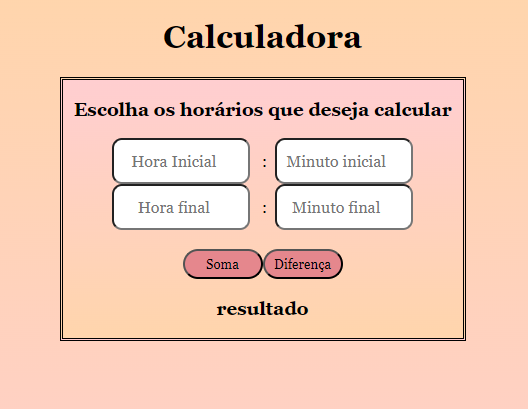 Calculadora
Escolha os horários que deseja calcular
Hora Inicial : Minuto inicial
Hora final : Minuto final
Soma Diferença
resultado